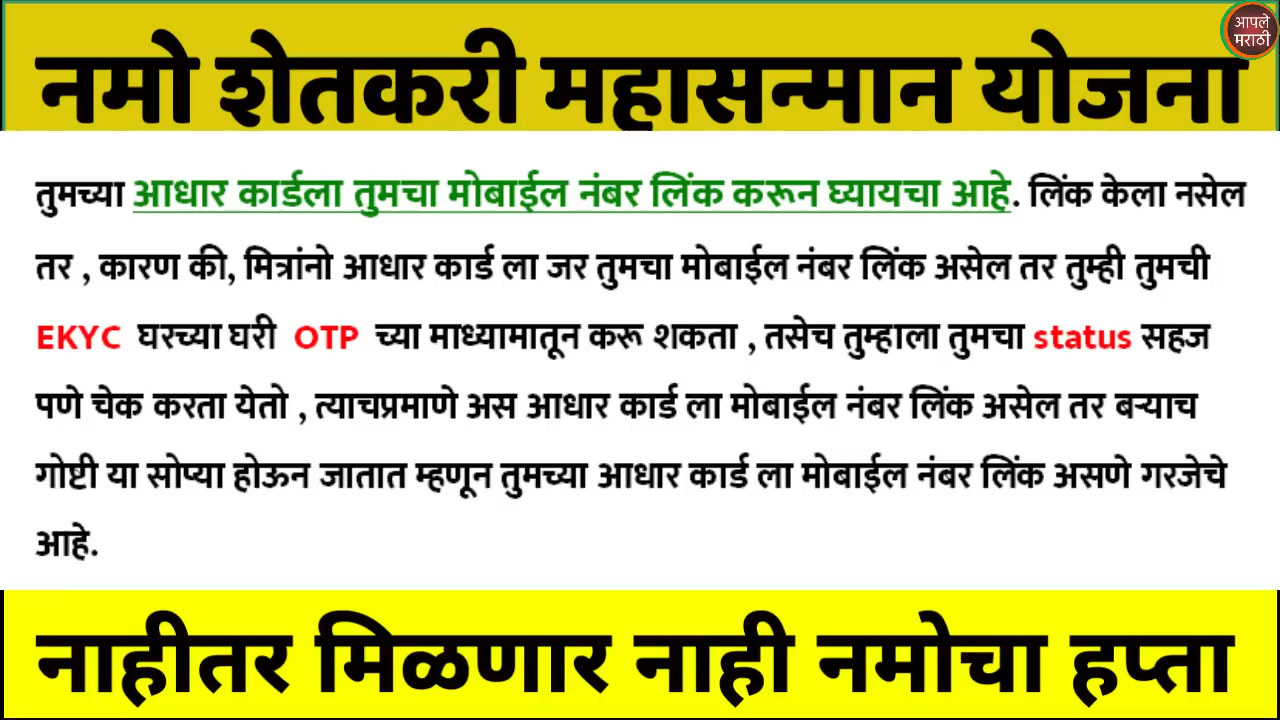 आपले
मराठी
नमो शेतकरी महासन्मान योजना
तुमच्या आधार कार्डला तुमचा मोबाईल नंबर लिंक करून घ्यायचा आहे. लिंक केला नसेल
तर , कारण की, मित्रांनो आधार कार्ड ला जर तुमचा मोबाईल नंबर लिंक असेल तर तुम्ही तुमची
EKYC घरच्या घरी OTP च्या माध्यामातून करू शकता , तसेच तुम्हाला तुमचा status सहज
पणे चेक करता येतो , त्याचप्रमाणे अस आधार कार्ड ला मोबाईल नंबर लिंक असेल तर बऱ्याच
गोष्टी या सोप्या होऊन जातात म्हणून तुमच्या आधार कार्ड ला मोबाईल नंबर लिंक असणे गरजेचे
आहे.
नाहीतर मिळणार नाही नमोचा हप्ता